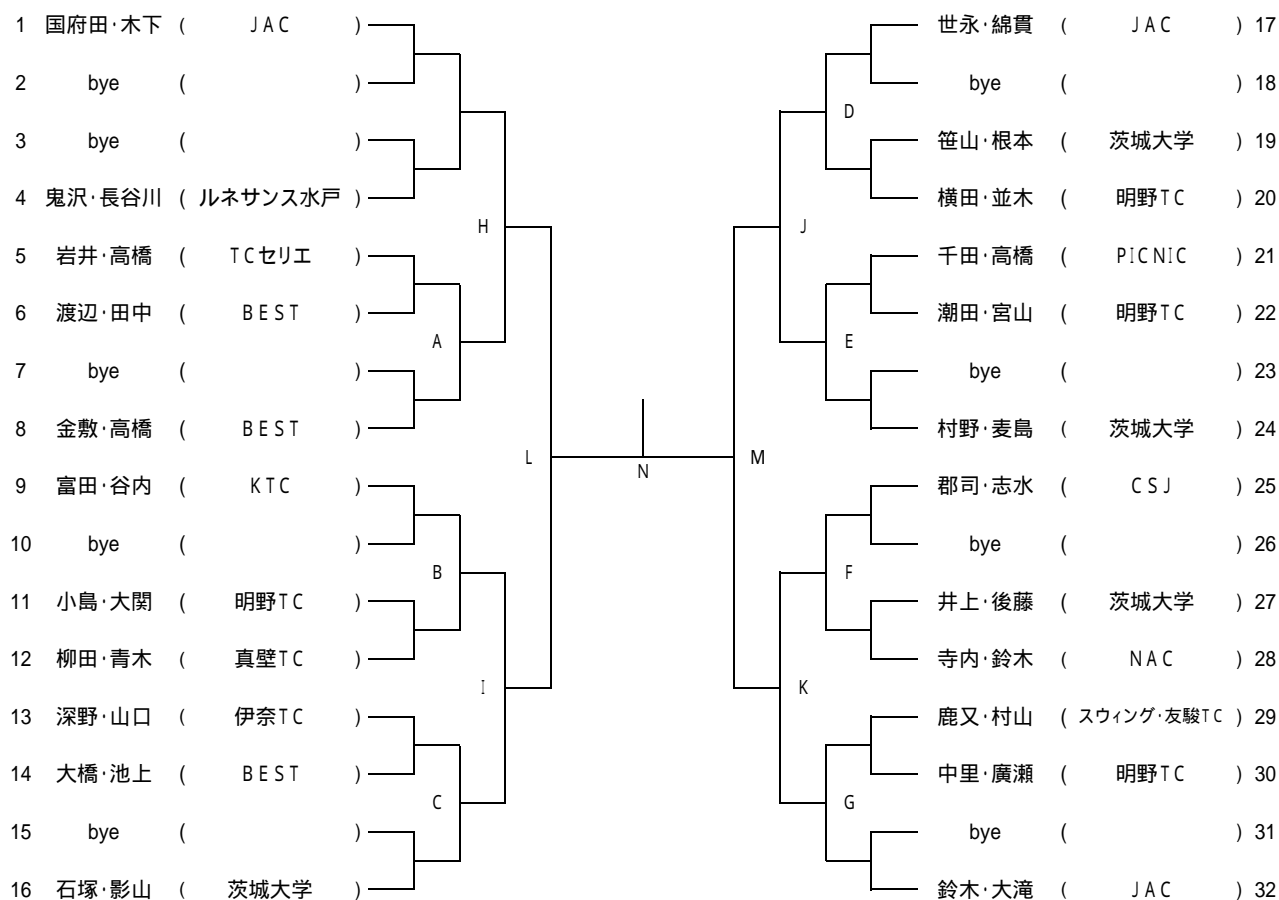 1 国府田・木下 ( JAC )
2 bye ( )
3 bye ( )
4 鬼沢・長谷川 ( ルネサンス水戸 )
5 岩井・高橋 ( TCセリエ )
6 渡辺・田中 ( BEST )
7 bye ( )
8 金敷・高橋 ( BEST )
9 富田・谷内 ( KTC )
10 bye ( )
11 小島・大関 ( 明野TC )
12 柳田・青木 ( 真壁TC )
13 深野・山口 ( 伊奈TC )
14 大橋・池上 ( BEST )
15 bye ( )
16 石塚・影山 ( 茨城大学 )
H
A
L
B
I
C
N
世永・綿貫 ( JAC ) 17
bye ( ) 18
笹山・根本 ( 茨城大学 ) 19
横田・並木 ( 明野TC ) 20
千田・高橋 ( PICNIC ) 21
潮田・宮山 ( 明野TC ) 22
bye ( ) 23
村野・麦島 ( 茨城大学 ) 24
郡司・志水 ( CSJ ) 25
bye ( ) 26
井上・後藤 ( 茨城大学 ) 27
寺内・鈴木 ( NAC ) 28
鹿又・村山 ( スウィング・友駿TC ) 29
中里・廣瀬 ( 明野TC ) 30
bye ( ) 31
鈴木・大滝 ( JAC ) 32
D
J
E
M
F
K
G